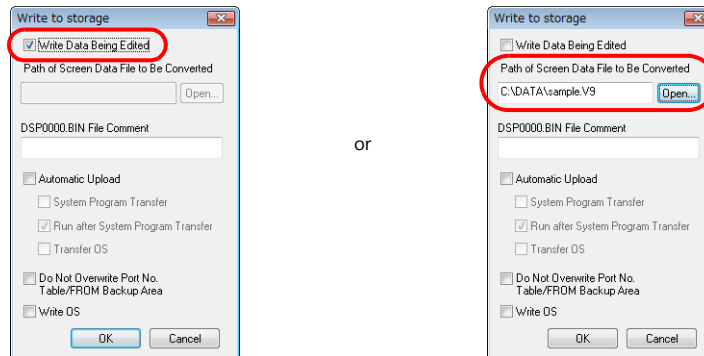 Write to storage
Write Data Being Edited
Path of Screen Data File to Be Converted
Open...
DSP0000.BIN File Comment
Automatic Upload
System Program Transfer
Run after System Program Transfer
Transfer OS
Do Not Overwrite Port No.
Table/FROM Backup Area
Write OS
OK Cancel
or
Write to storage
Write Data Being Edited
Path of Screen Data File to Be Converted
C:\DATA\sample.V9 Open...
DSP0000.BIN File Comment
Automatic Upload
System Program Transfer
Run after System Program Transfer
Transfer OS
Do Not Overwrite Port No.
Table/FROM Backup Area
Write OS
OK Cancel